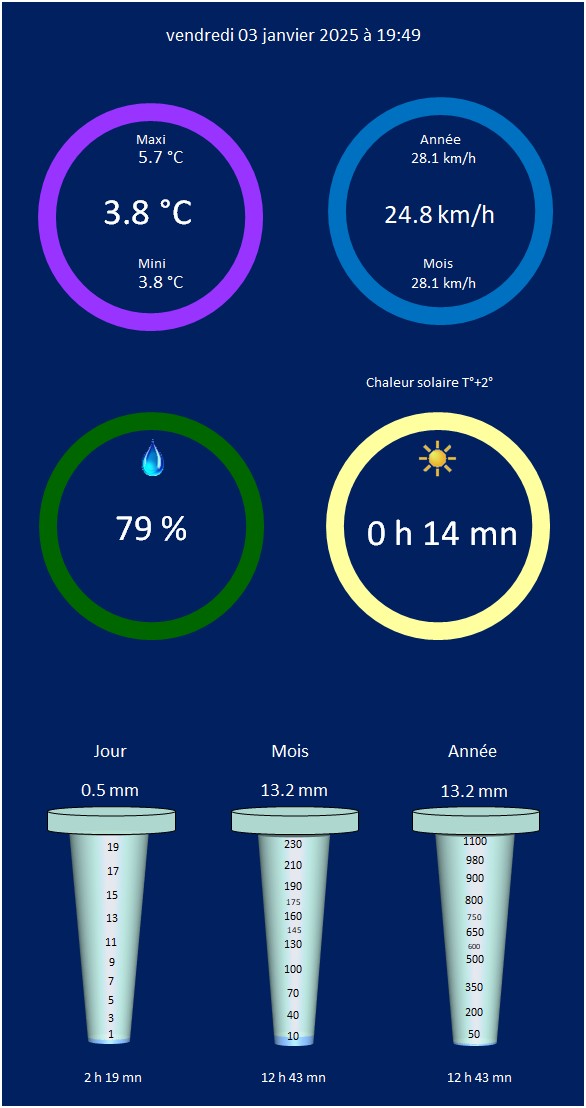 vendredi 03 janvier 2025 à 19:49
Maxi
5.7 °C
3.8 °C
Mini
3.8 °C
Année
28.1 km/h
24.8 km/h
Mois
28.1 km/h
Chaleur solaire T°+2°
79 %
0 h 14 mn
Jour
0.5 mm
19
17
15
13
11
9
7
5
3
1
2 h 19 mn
Mois
13.2 mm
230
210
190
175
160
145
130
100
70
40
10
12 h 43 mn
Année
13.2 mm
1100
980
900
800
750
650
600
500
350
200
50
12 h 43 mn